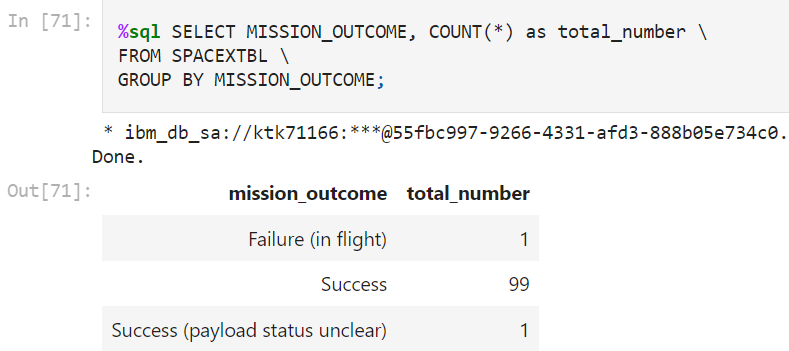 In [71]: %sql SELECT MISSION_OUTCOME, COUNT(*) as total_number \
FROM SPACEXTBL \
GROUP BY MISSION_OUTCOME;
* ibm_db_sa://ktk71166:***@55fbc997-9266-4331-afd3-888b05e734c0.
Done.
Out[71]: mission_outcome total_number
Failure (in flight) 1
Success 99
Success (payload status unclear) 1